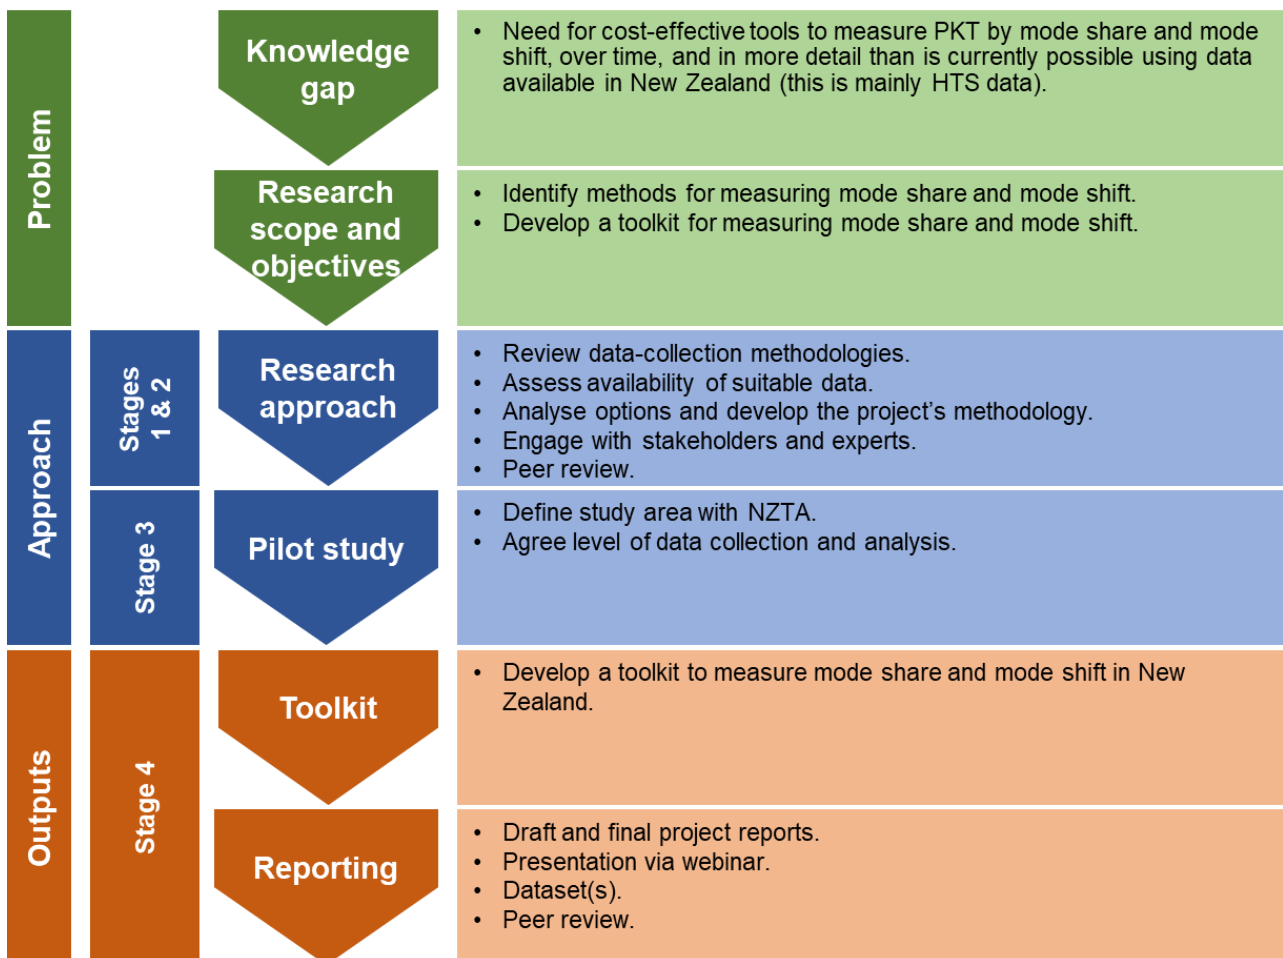 Problem
Knowledge
gap
• Need for cost-effective tools to measure PKT by mode share and mode
shift, over time, and in more detail than is currently possible using data
available in New Zealand (this is mainly HTS data).
Research
scope and
objectives
• Identify methods for measuring mode share and mode shift.
• Develop a toolkit for measuring mode share and mode shift.
Approach
Stages
1 & 2
Research
approach
• Review data-collection methodologies.
• Assess availability of suitable data.
• Analyse options and develop the project’s methodology.
• Engage with stakeholders and experts.
• Peer review.
Stage 3
Pilot study
• Define study area with NZTA.
• Agree level of data collection and analysis.
Outputs
Stage 4
Toolkit
• Develop a toolkit to measure mode share and mode shift in New
Zealand.
Reporting
• Draft and final project reports.
• Presentation via webinar.
• Dataset(s).
• Peer review.